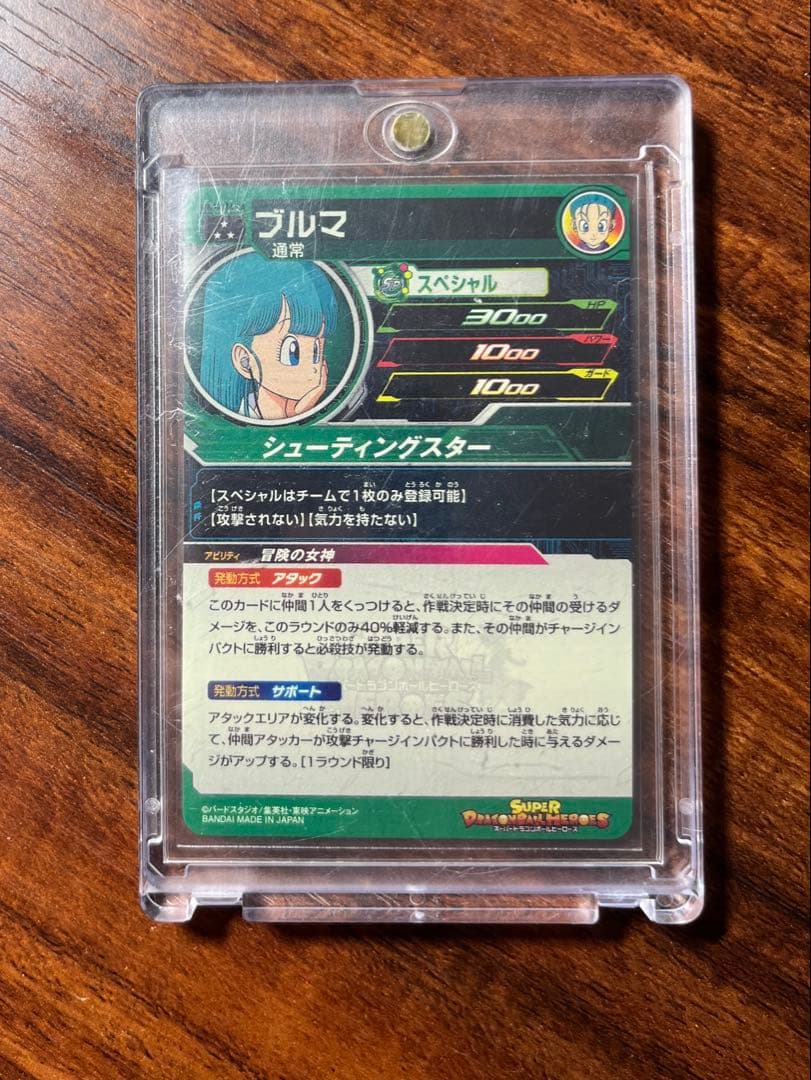 ブルマ
通常
スペシャル
HP
3000
パワー
1000
ガード
1000
シューティングスター
【スペシャルはチームで1枚のみ登録可能】
【攻撃されない】【気力を持たない】
アビリティ 冒険の女神
発動方式 アタック
このカードに仲間1人をくっつけると、作戦決定時にその仲間の受けるダ
メージを、このラウンドのみ40%軽減する。また、その仲間がチャージイン
パクトに勝利すると必殺技が発動する。
発動方式 サポート
アタックエリアが変化する。変化すると、作戦決定時に消費した気力に応じ
て、仲間アタッカーが攻撃チャージインパクトに勝利した時に与えるダメー
ジがアップする。[1ラウンド限り]
©バードスタジオ/集英社・東映アニメーション
BANDAI MADE IN JAPAN
SUPER
DRAGONBALL HEROES
スーパードラゴンボールヒーローズ